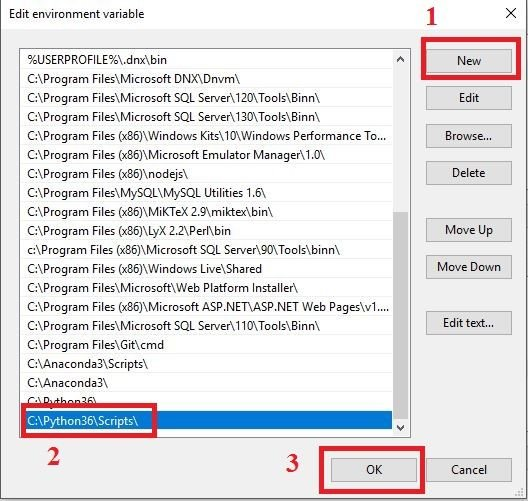 Edit environment variable
1
%USERPROFILE%\.dnx\bin
C:\Program Files\Microsoft DNX\Dnvm\
C:\Program Files\Microsoft SQL Server\120\Tools\Binn\
C:\Program Files\Microsoft SQL Server\130\Tools\Binn\
C:\Program Files (x86)\Windows Kits\10\Windows Performance To...
C:\Program Files (x86)\Microsoft Emulator Manager\1.0\
C:\Program Files (x86)\nodejs\
C:\Program Files\MySQL\MySQL Utilities 1.6\
C:\Program Files (x86)\MiKTeX 2.9\miktex\bin\
C:\Program Files (x86)\LyX 2.2\Perl\bin
c:\Program Files (x86)\Microsoft SQL Server\90\Tools\binn\
C:\Program Files (x86)\Windows Live\Shared
C:\Program Files\Microsoft\Web Platform Installer\
C:\Program Files (x86)\Microsoft ASP.NET\ASP.NET Web Pages\v1....
C:\Program Files\Microsoft SQL Server\110\Tools\Binn\
C:\Program Files\Git\cmd
C:\Anaconda3\Scripts\
C:\Anaconda3\
C:\Python36\
C:\Python36\Scripts\
New
Edit
Browse...
Delete
Move Up
Move Down
Edit text...
2
3
OK
Cancel